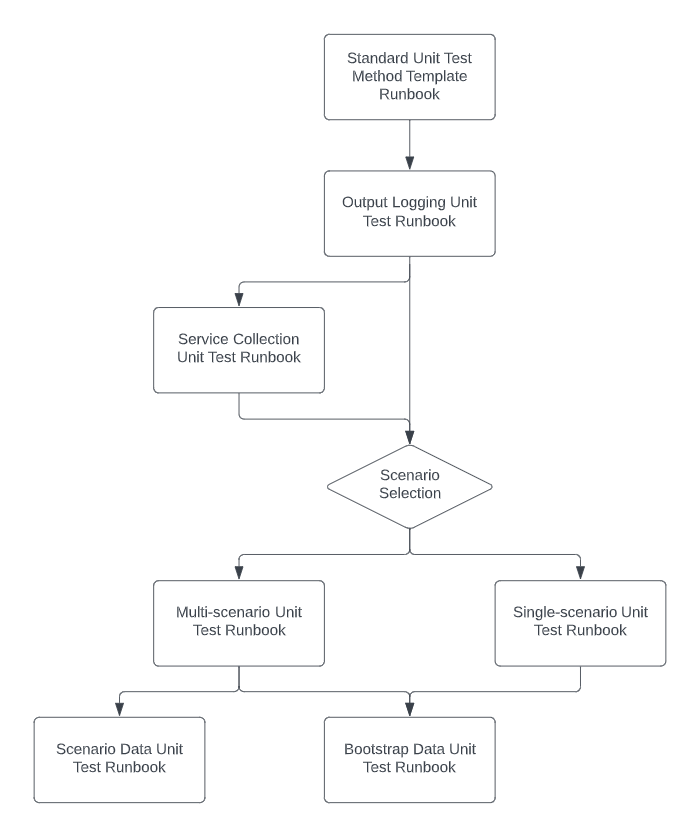 Standard Unit Test
Method Template
Runbook
Output Logging Unit
Test Runbook
Service Collection
Unit Test Runbook
Scenario
Selection
Multi-scenario Unit
Test Runbook
Single-scenario Unit
Test Runbook
Scenario Data Unit
Test Runbook
Bootstrap Data Unit
Test Runbook